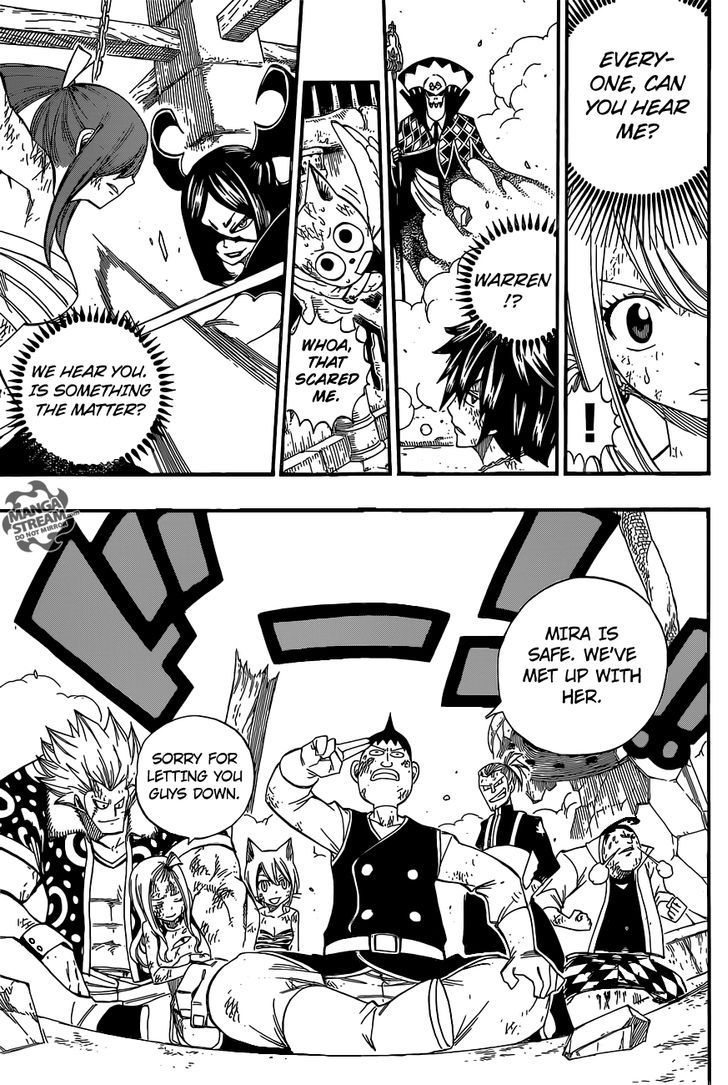 EVERY-
ONE, CAN
YOU HEAR
ME?
!
WARREN
!?
WHOA,
THAT
SCARED
ME.
WE HEAR YOU.
IS SOMETHING
THE MATTER?
MANGA
STREAM.com
DO NOT MIRROR
MIRA IS
SAFE. WE'VE
MET UP WITH
HER.
SORRY FOR
LETTING YOU
GUYS DOWN.